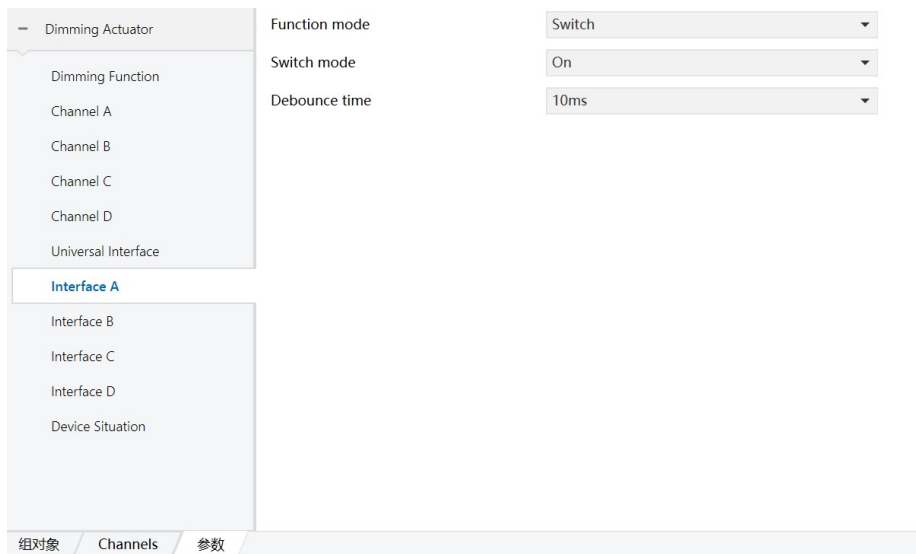 Dimming Actuator
Dimming Function
Channel A
Channel B
Channel C
Channel D
Universal Interface
Interface A
Interface B
Interface C
Interface D
Device Situation
Function mode Switch
Switch mode On
Debounce time 10ms
组对象 Channels 参数